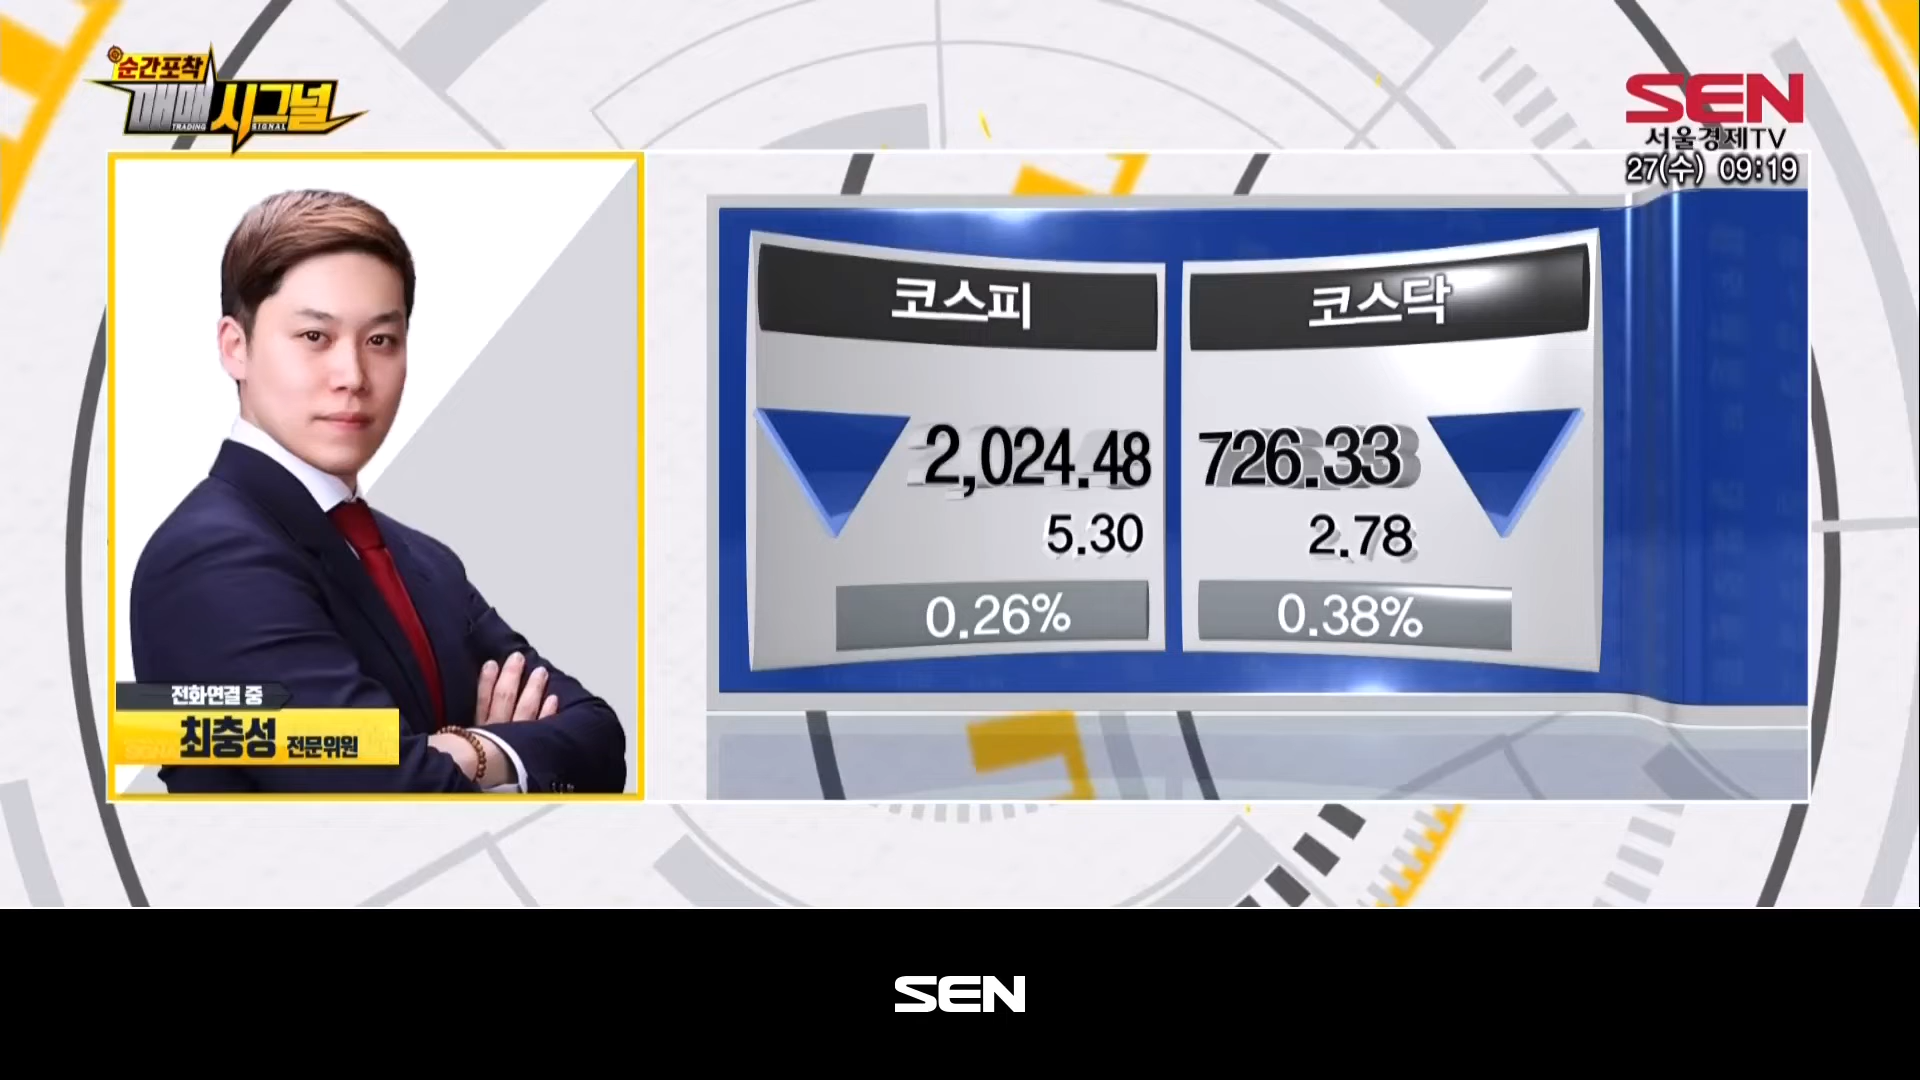 순간포착
매매 시그널
TRADING SIGNAL
SEN
서울경제TV
27(수) 09:19
코스피
2,024.48
5.30
0.26%
코스닥
726.33
2.78
0.38%
전화연결 중
최충성 전문위원
SEN